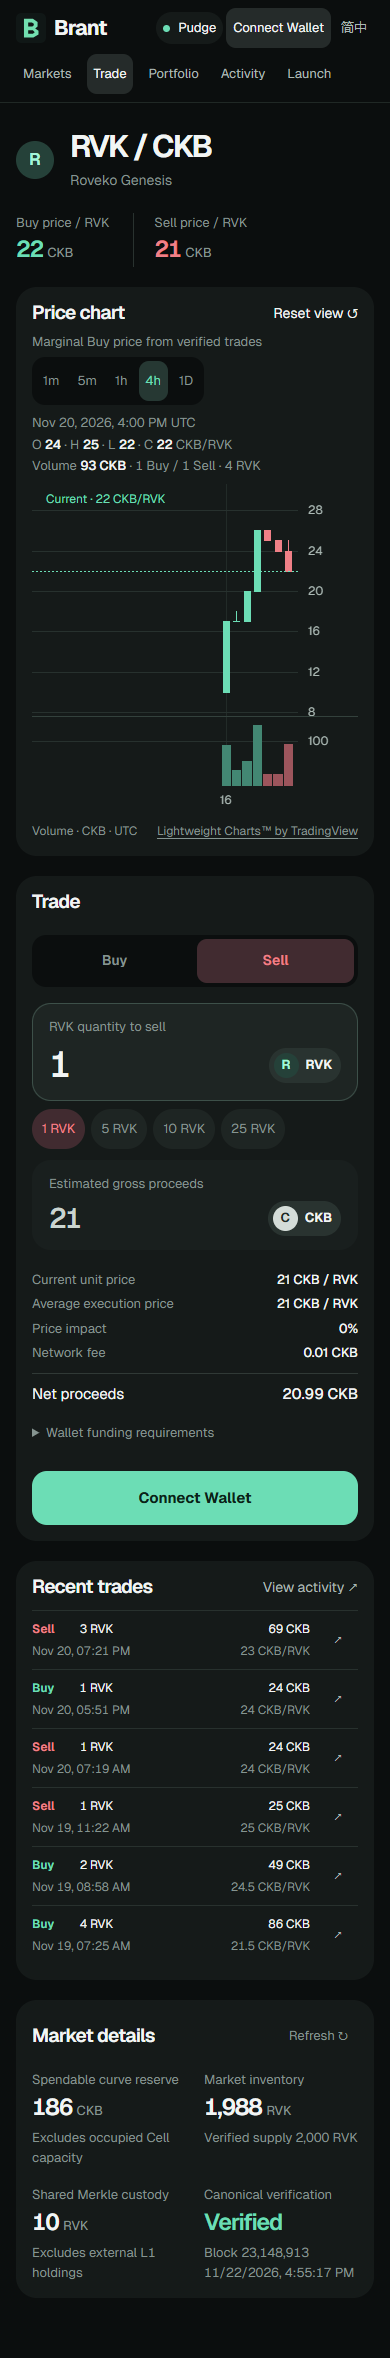 Brant
Pudge
Connect Wallet
简中
Markets
Trade
Portfolio
Activity
Launch
R
RVK / CKB
Roveko Genesis
Buy price / RVK
22 CKB
Sell price / RVK
21 CKB
Price chart
Reset view ↺
Marginal Buy price from verified trades
1m 5m 1h 4h 1D
Nov 20, 2026, 4:00 PM UTC
O 24 · H 25 · L 22 · C 22 CKB/RVK
Volume 93 CKB · 1 Buy / 1 Sell · 4 RVK
Current · 22 CKB/RVK
28
24
20
16
12
8
100
16
Volume · CKB · UTC
Lightweight Charts™ by TradingView
Trade
Buy
Sell
RVK quantity to sell
1
R RVK
1 RVK
5 RVK
10 RVK
25 RVK
Estimated gross proceeds
21
C CKB
Current unit price 21 CKB / RVK
Average execution price 21 CKB / RVK
Price impact 0%
Network fee 0.01 CKB
Net proceeds 20.99 CKB
▶ Wallet funding requirements
Connect Wallet
Recent trades
View activity ↗
Sell 3 RVK 69 CKB ↗
Nov 20, 07:21 PM 23 CKB/RVK
Buy 1 RVK 24 CKB ↗
Nov 20, 05:51 PM 24 CKB/RVK
Sell 1 RVK 24 CKB ↗
Nov 20, 07:19 AM 24 CKB/RVK
Sell 1 RVK 25 CKB ↗
Nov 19, 11:22 AM 25 CKB/RVK
Buy 2 RVK 49 CKB ↗
Nov 19, 08:58 AM 24.5 CKB/RVK
Buy 4 RVK 86 CKB ↗
Nov 19, 07:25 AM 21.5 CKB/RVK
Market details
Refresh ↻
Spendable curve reserve
186 CKB
Excludes occupied Cell
capacity
Market inventory
1,988 RVK
Verified supply 2,000 RVK
Shared Merkle custody
10 RVK
Excludes external L1
holdings
Canonical verification
Verified
Block 23,148,913
11/22/2026, 4:55:17 PM